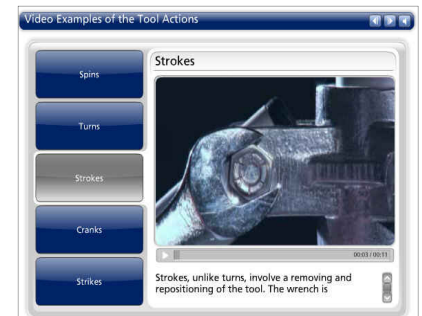 Video Examples of the Tool Actions
Spins
Turns
Strokes
Cranks
Strikes
Strokes
00:03 / 00:11
Strokes, unlike turns, involve a removing and
repositioning of the tool. The wrench is